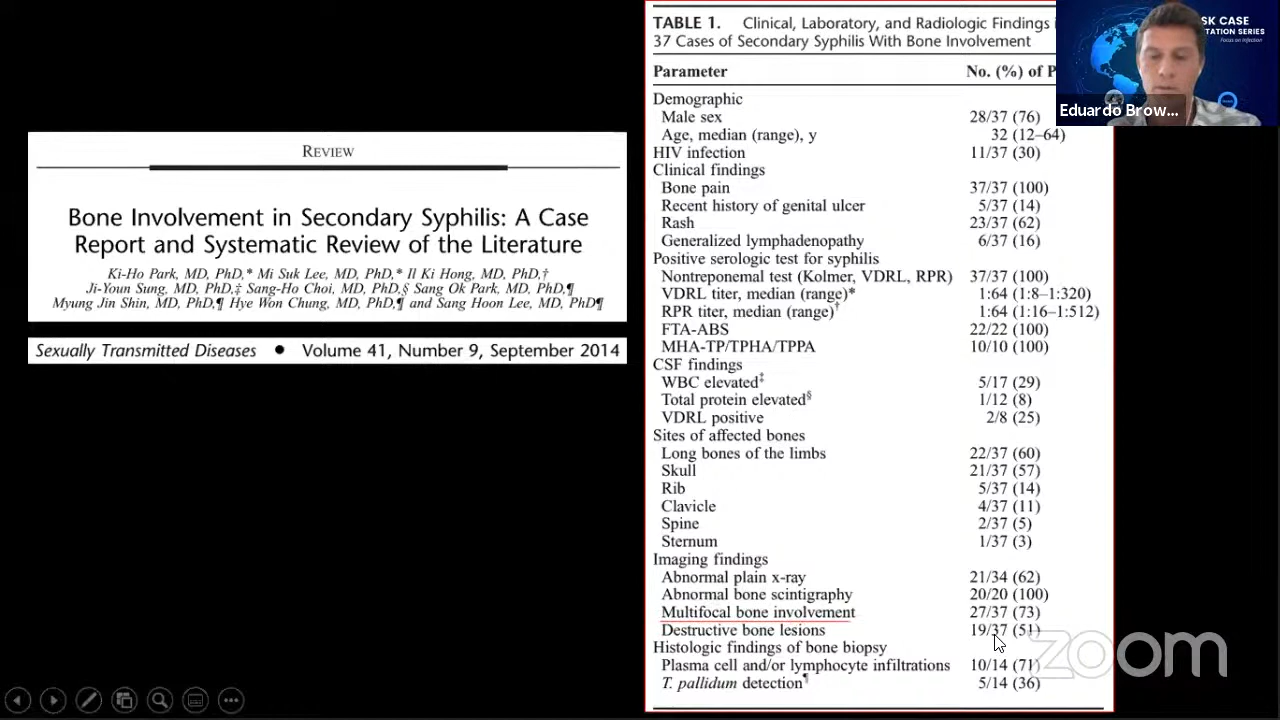 REVIEW
Bone Involvement in Secondary Syphilis: A Case
Report and Systematic Review of the Literature
Ki-Ho Park, MD, PhD,* Mi Suk Lee, MD, PhD,* Il Ki Hong, MD, PhD,†
Ji-Youn Sung, MD, PhD,‡ Sang-Ho Choi, MD, PhD,§ Sang Ok Park, MD, PhD,¶
Myung Jin Shin, MD, PhD,¶ Hye Won Chung, MD, PhD,¶ and Sang Hoon Lee, MD, PhD¶
Sexually Transmitted Diseases ● Volume 41, Number 9, September 2014
TABLE 1. Clinical, Laboratory, and Radiologic Findings
37 Cases of Secondary Syphilis With Bone Involvement
Parameter No. (%) of P
Demographic
Male sex 28/37 (76)
Age, median (range), y 32 (12–64)
HIV infection 11/37 (30)
Clinical findings
Bone pain 37/37 (100)
Recent history of genital ulcer 5/37 (14)
Rash 23/37 (62)
Generalized lymphadenopathy 6/37 (16)
Positive serologic test for syphilis
Nontreponemal test (Kolmer, VDRL, RPR) 37/37 (100)
VDRL titer, median (range)* 1:64 (1:8–1:320)
RPR titer, median (range)† 1:64 (1:16–1:512)
FTA-ABS 22/22 (100)
MHA-TP/TPHA/TPPA 10/10 (100)
CSF findings
WBC elevated‡ 5/17 (29)
Total protein elevated§ 1/12 (8)
VDRL positive 2/8 (25)
Sites of affected bones
Long bones of the limbs 22/37 (60)
Skull 21/37 (57)
Rib 5/37 (14)
Clavicle 4/37 (11)
Spine 2/37 (5)
Sternum 1/37 (3)
Imaging findings
Abnormal plain x-ray 21/34 (62)
Abnormal bone scintigraphy 20/20 (100)
Multifocal bone involvement 27/37 (73)
Destructive bone lesions 19/37 (51)
Histologic findings of bone biopsy
Plasma cell and/or lymphocyte infiltrations 10/14 (71)
T. pallidum detection¶ 5/14 (36)
SK CASE
TATION SERIES
Focus on Infection
Eduardo Brow...
zoom